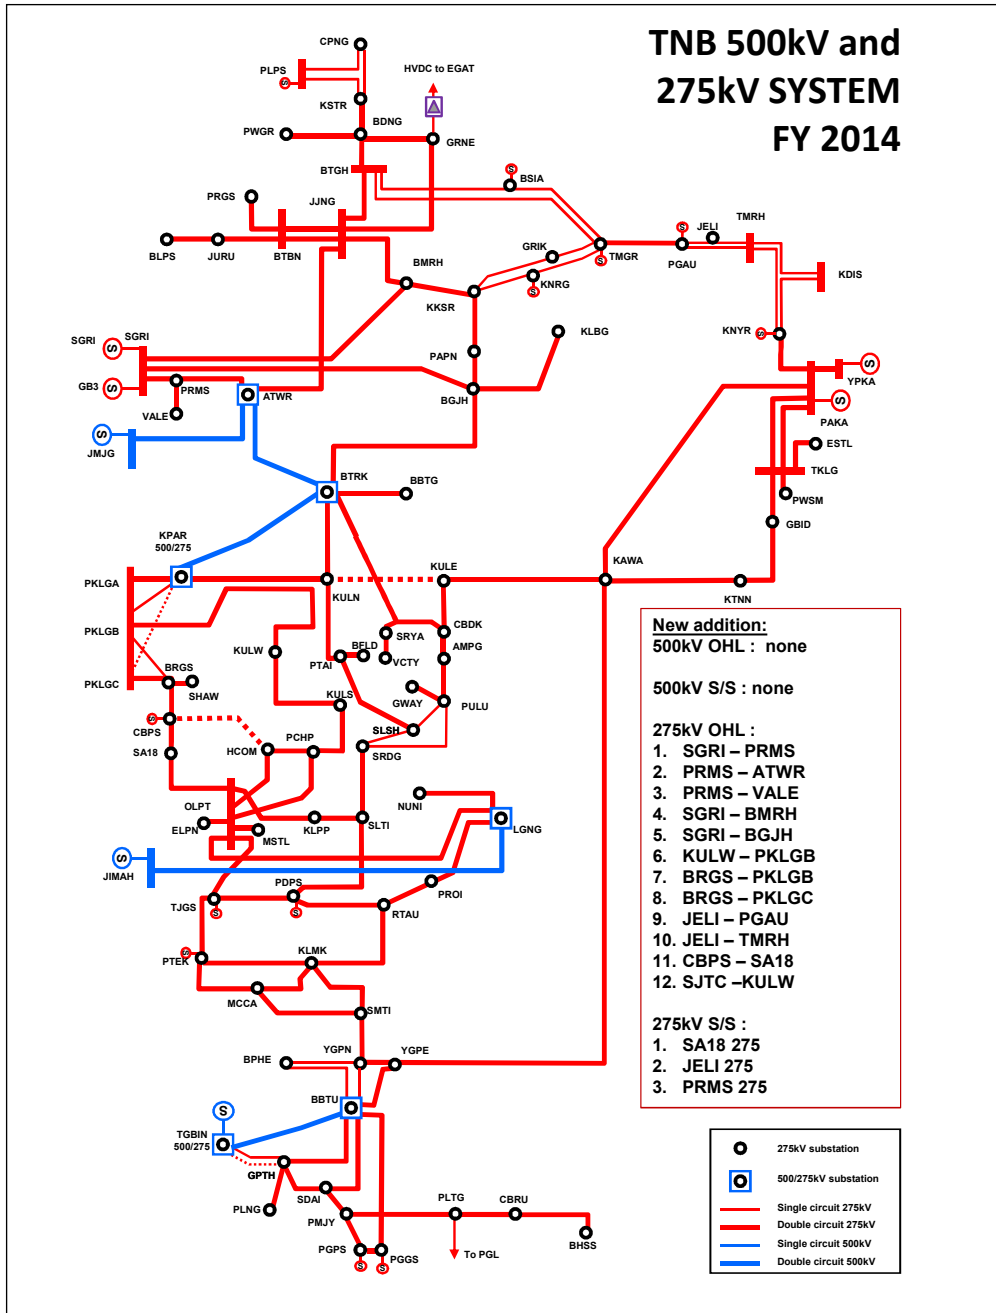 TNB 500kV and
275kV SYSTEM
FY 2014
CPNG
PLPS
S
HVDC to EGAT
KSTR
PWGR
BDNG
GRNE
BTGH
S
BSIA
PRGS
JJNG
BLPS
JURU
BTBN
GRIK
TMGR
S
S
PGAU
JELI
TMRH
KDIS
BMRH
KKSR
KNRG
S
KNYR
S
SGRI
SGRI
S
GB3
S
PRMS
VALE
ATWR
PAPN
BGJH
KLBG
YPKA
S
PAKA
S
ESTL
TKLG
PWSM
GBID
S
JMJG
BTRK
BBTG
KPAR
500/275
PKLGA
PKLGB
PKLGC
KULN
KULE
KAWA
KTNN
CBDK
SRYA
AMPG
VCTY
BFLD
PTAI
KULW
KULS
GWAY
PULU
BRGS
SHAW
CBPS
S
SA18
HCOM
PCHP
SLSH
SRDG
OLPT
ELPN
MSTL
KLPP
SLTI
NUNI
LGNG
S
JIMAH
TJGS
S
PDPS
S
PROI
RTAU
PTEK
S
KLMK
MCCA
SMTI
BPHE
YGPN
YGPE
BBTU
S
TGBIN
500/275
GPTH
PLNG
SDAI
PMJY
PLTG
CBRU
BHSS
PGPS
S
PGGS
S
To PGL
New addition:
500kV OHL : none
500kV S/S : none
275kV OHL :
1. SGRI – PRMS
2. PRMS – ATWR
3. PRMS – VALE
4. SGRI – BMRH
5. SGRI – BGJH
6. KULW – PKLGB
7. BRGS – PKLGB
8. BRGS – PKLGC
9. JELI – PGAU
10. JELI – TMRH
11. CBPS – SA18
12. SJTC –KULW
275kV S/S :
1. SA18 275
2. JELI 275
3. PRMS 275
275kV substation
500/275kV substation
Single circuit 275kV
Double circuit 275kV
Single circuit 500kV
Double circuit 500kV